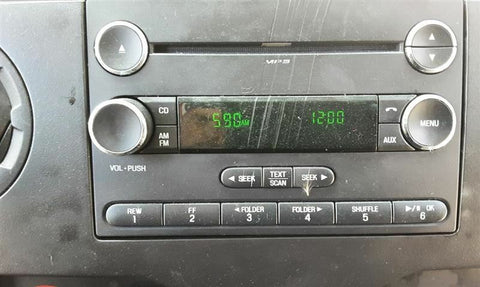 MP3
CD
590 AM 12:00
MENU
AM
FM
AUX
VOL • PUSH
◄ SEEK
TEXT
SCAN
SEEK ►
REW
1
FF
2
◄ FOLDER
3
FOLDER ►
4
SHUFFLE
5
►/II OK
6